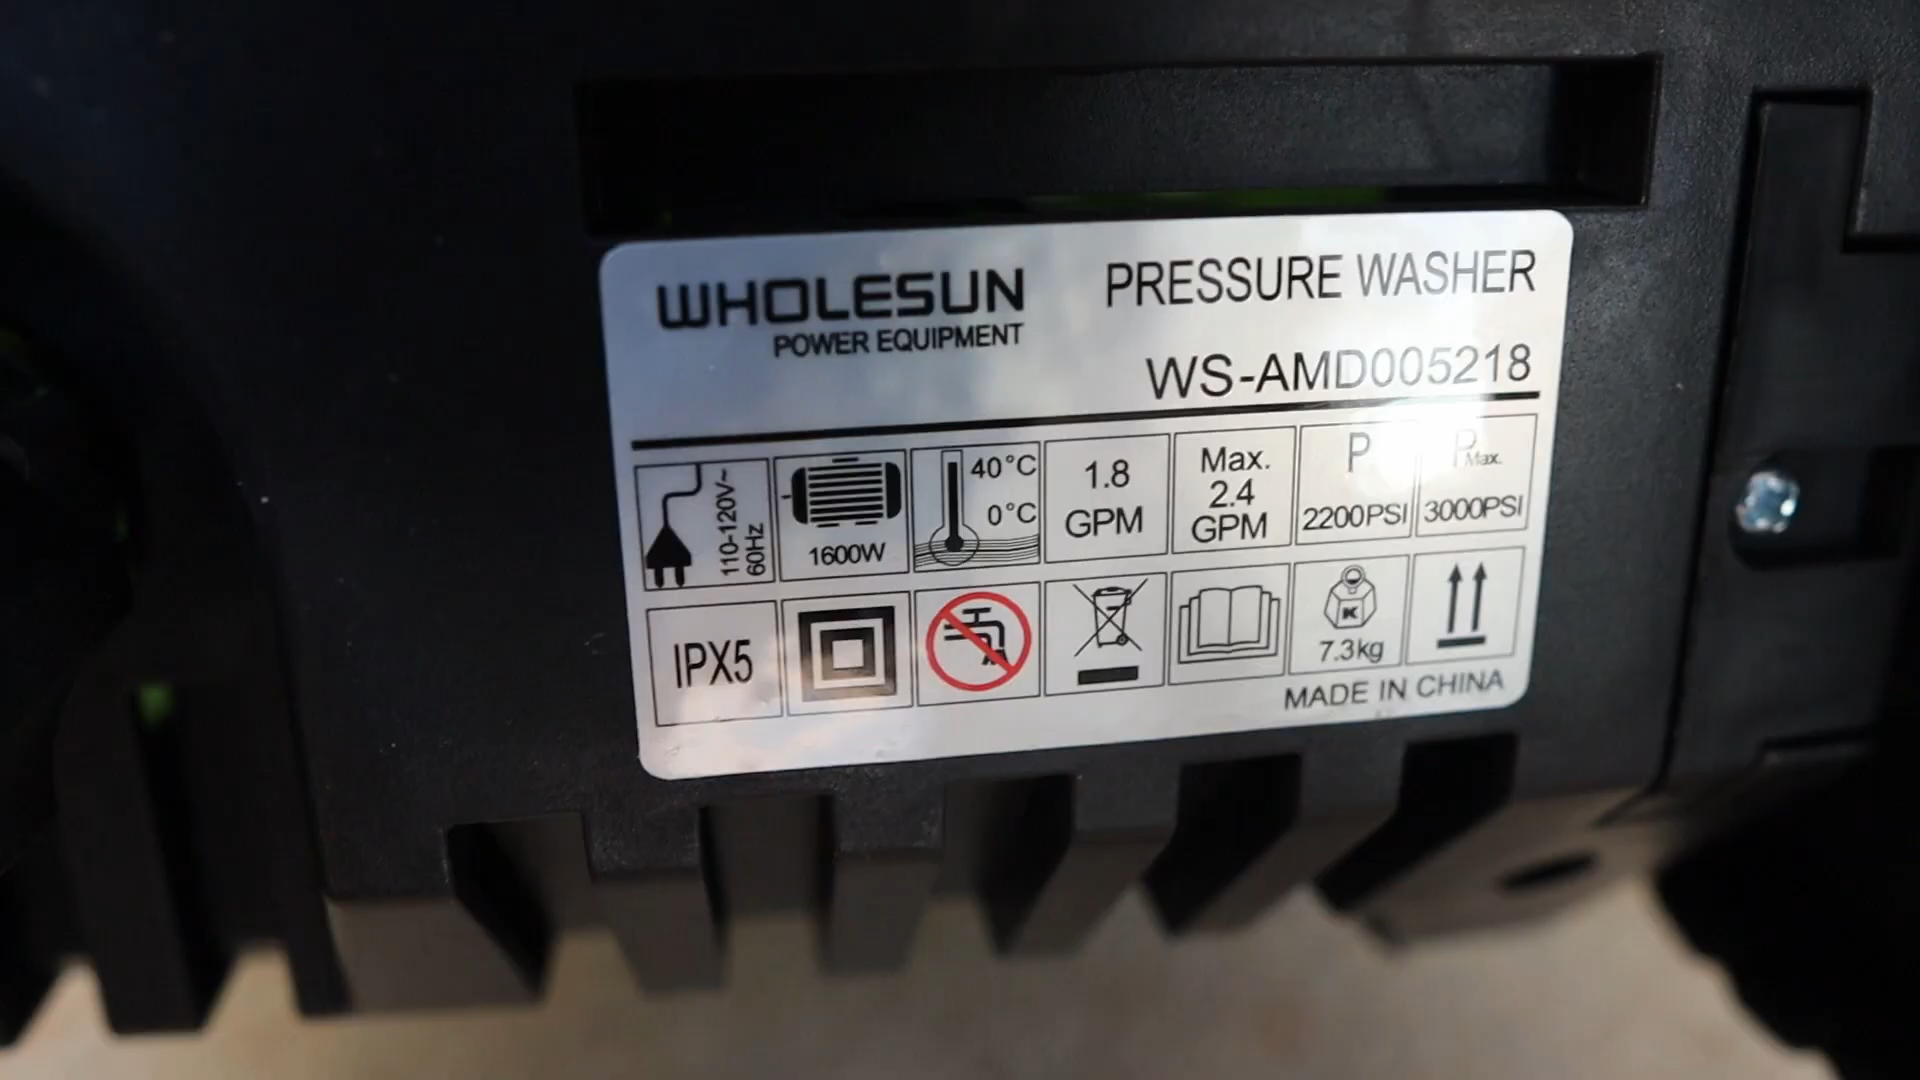 WHOLESUN
POWER EQUIPMENT
PRESSURE WASHER
WS-AMD005218
110-120V~
60Hz
1600W
40°C
0°C
1.8
GPM
Max.
2.4
GPM
P
2200PSI
PMax.
3000PSI
IPX5
K
7.3kg
MADE IN CHINA